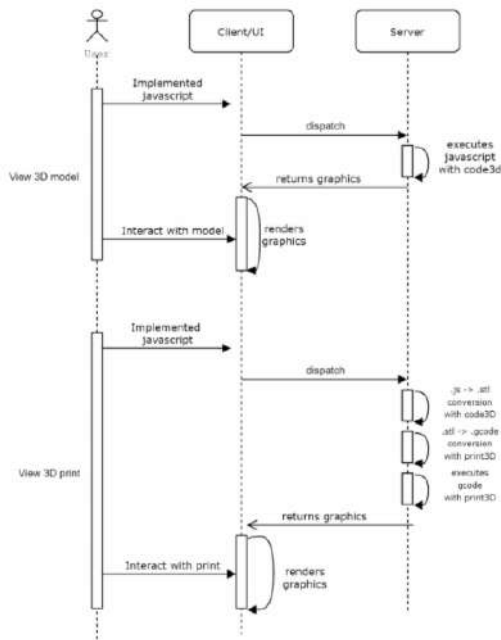 Client/UI
Server
User
Implemented
javascript
dispatch
executes
javascript
with code3d
View 3D model
returns graphics
Interact with model
renders
graphics
Implemented
javascript
dispatch
.js -> .stl
conversion
with code3D
.stl -> .gcode
conversion
with print3D
View 3D print
executes
gcode
with print3D
returns graphics
Interact with print
renders
graphics